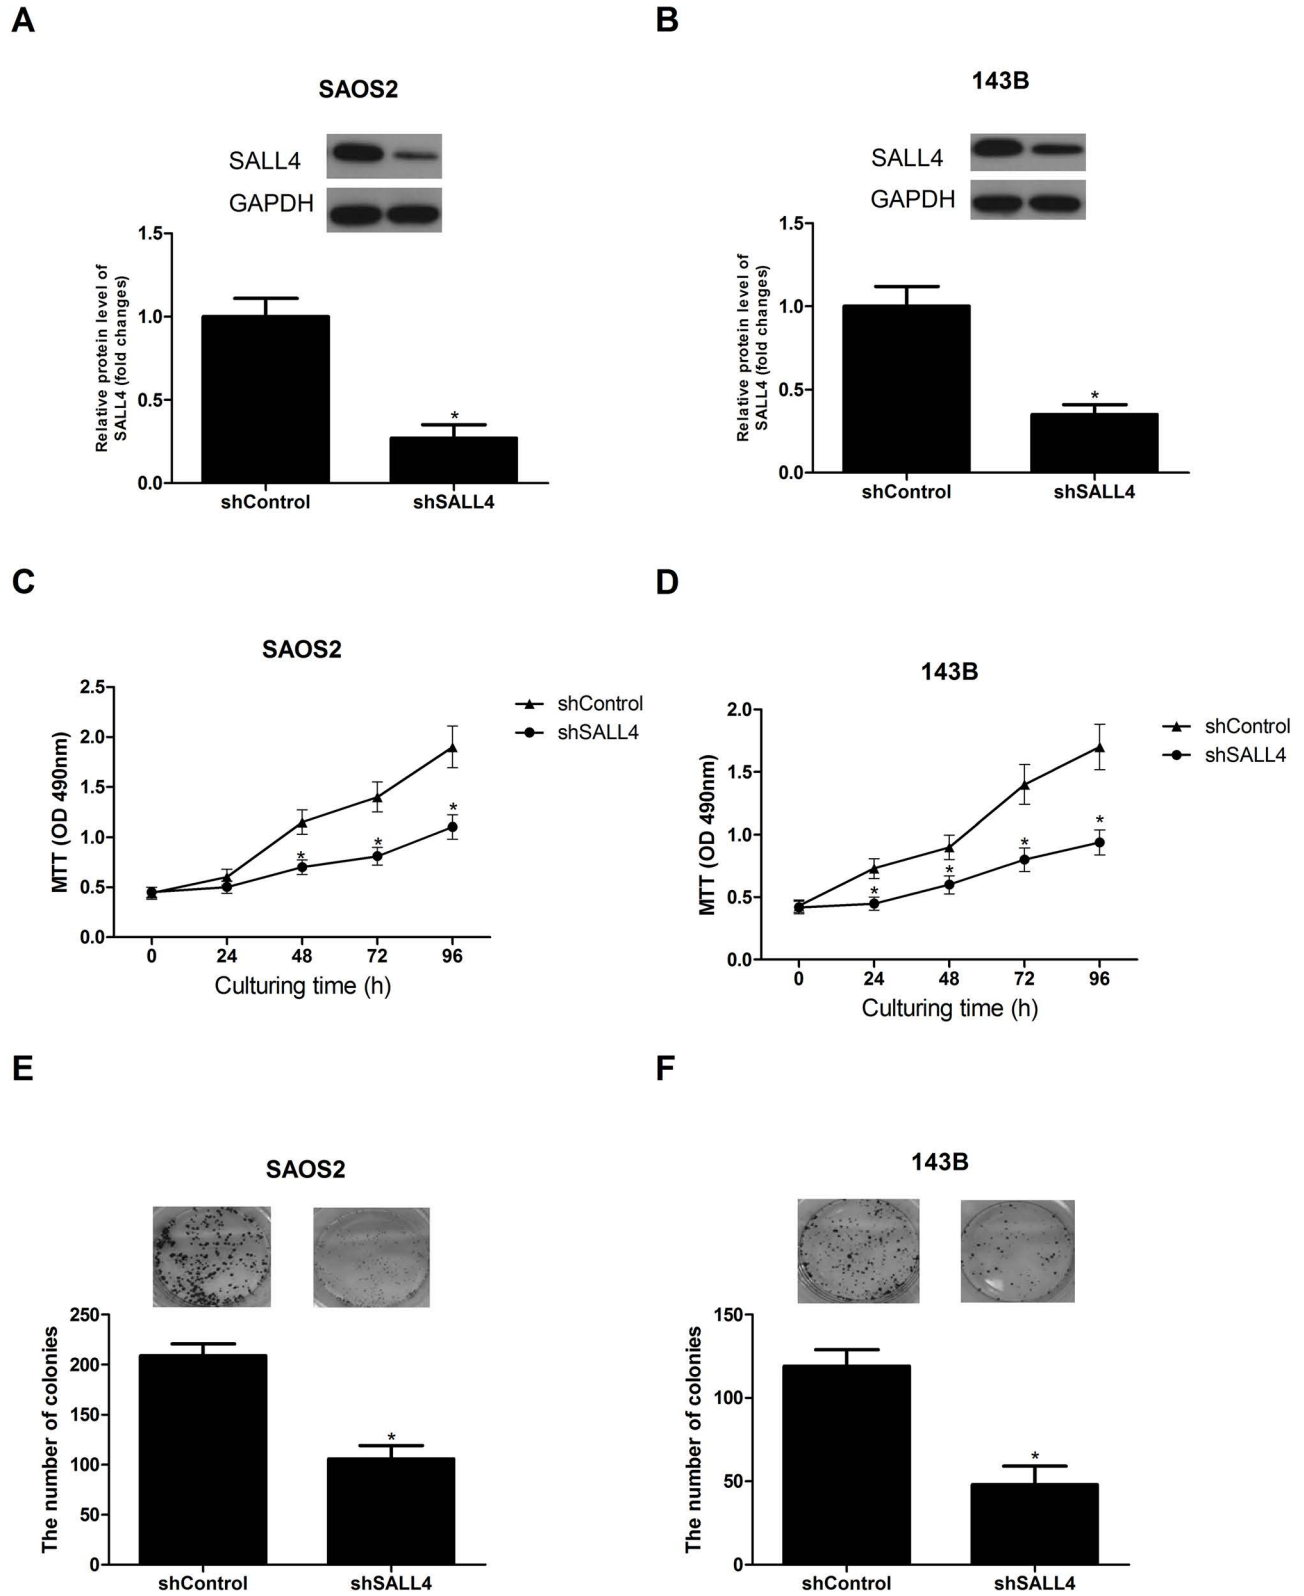 A
SAOS2
SALL4
GAPDH
Relative protein level of
SALL4 (fold changes)
1.5
1.0
0.5
0.0
*
shControl
shSALL4
B
143B
SALL4
GAPDH
Relative protein level of
SALL4 (fold changes)
1.5
1.0
0.5
0.0
*
shControl
shSALL4
C
SAOS2
MTT (OD 490nm)
2.5
2.0
1.5
1.0
0.5
0.0
* * *
shControl
shSALL4
0 24 48 72 96
Culturing time (h)
D
143B
MTT (OD 490nm)
2.0
1.5
1.0
0.5
0.0
* * * *
shControl
shSALL4
0 24 48 72 96
Culturing time (h)
E
SAOS2
The number of colonies
250
200
150
100
50
0
*
shControl
shSALL4
F
143B
The number of colonies
150
100
50
0
*
shControl
shSALL4